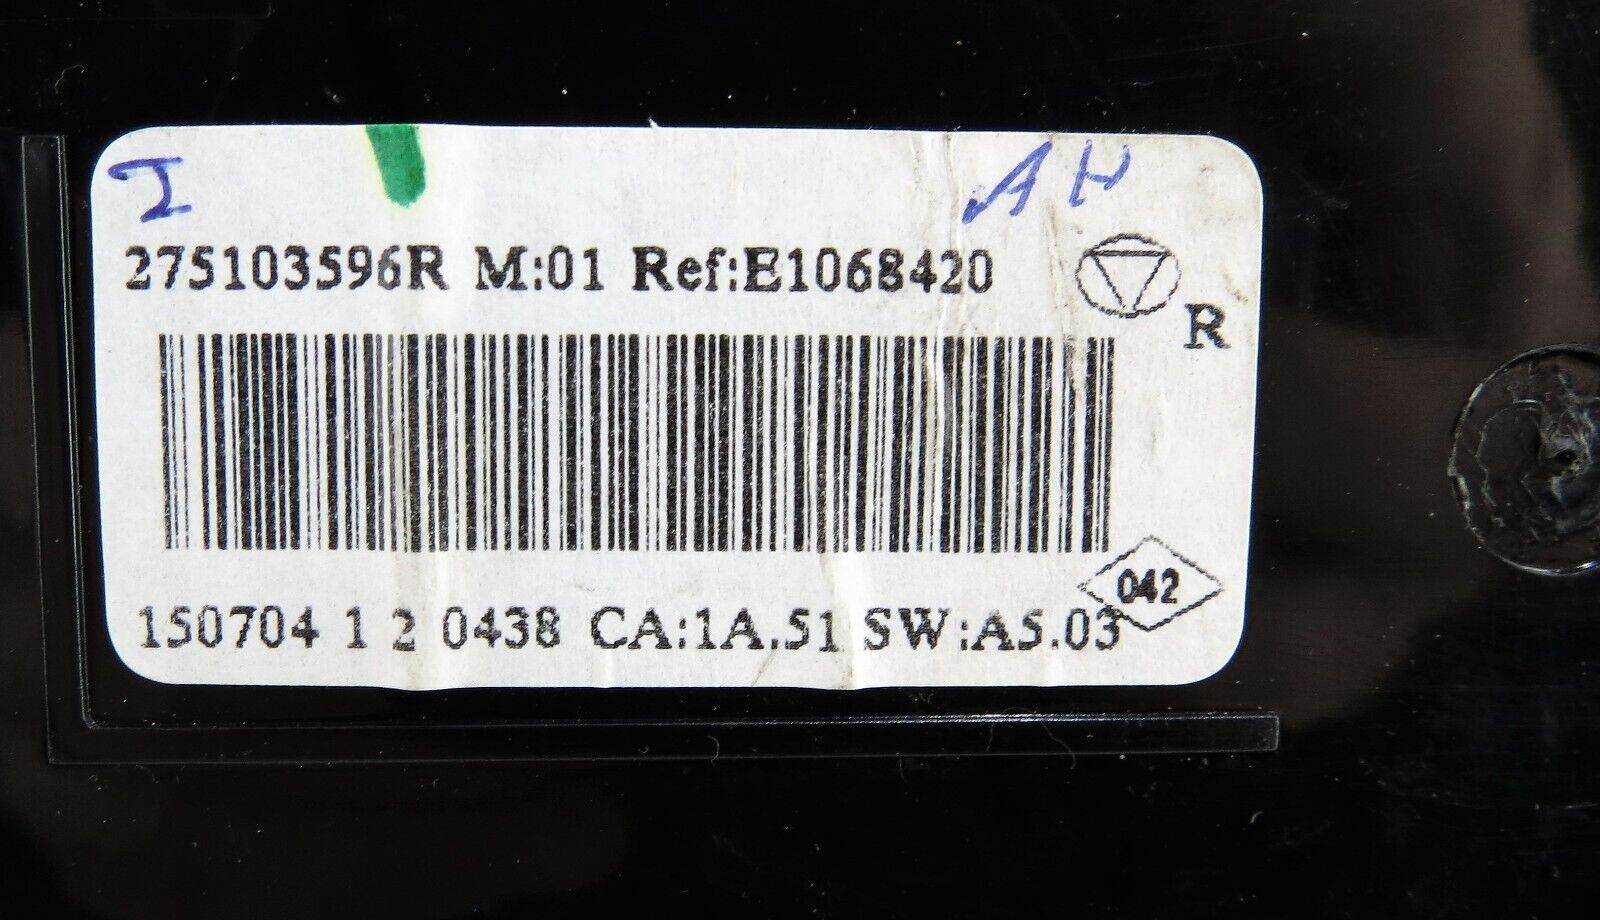 I AH
275103596R M:01 Ref:E1068420
R
042
150704 1 2 0438 CA:1A.51 SW:A5.03